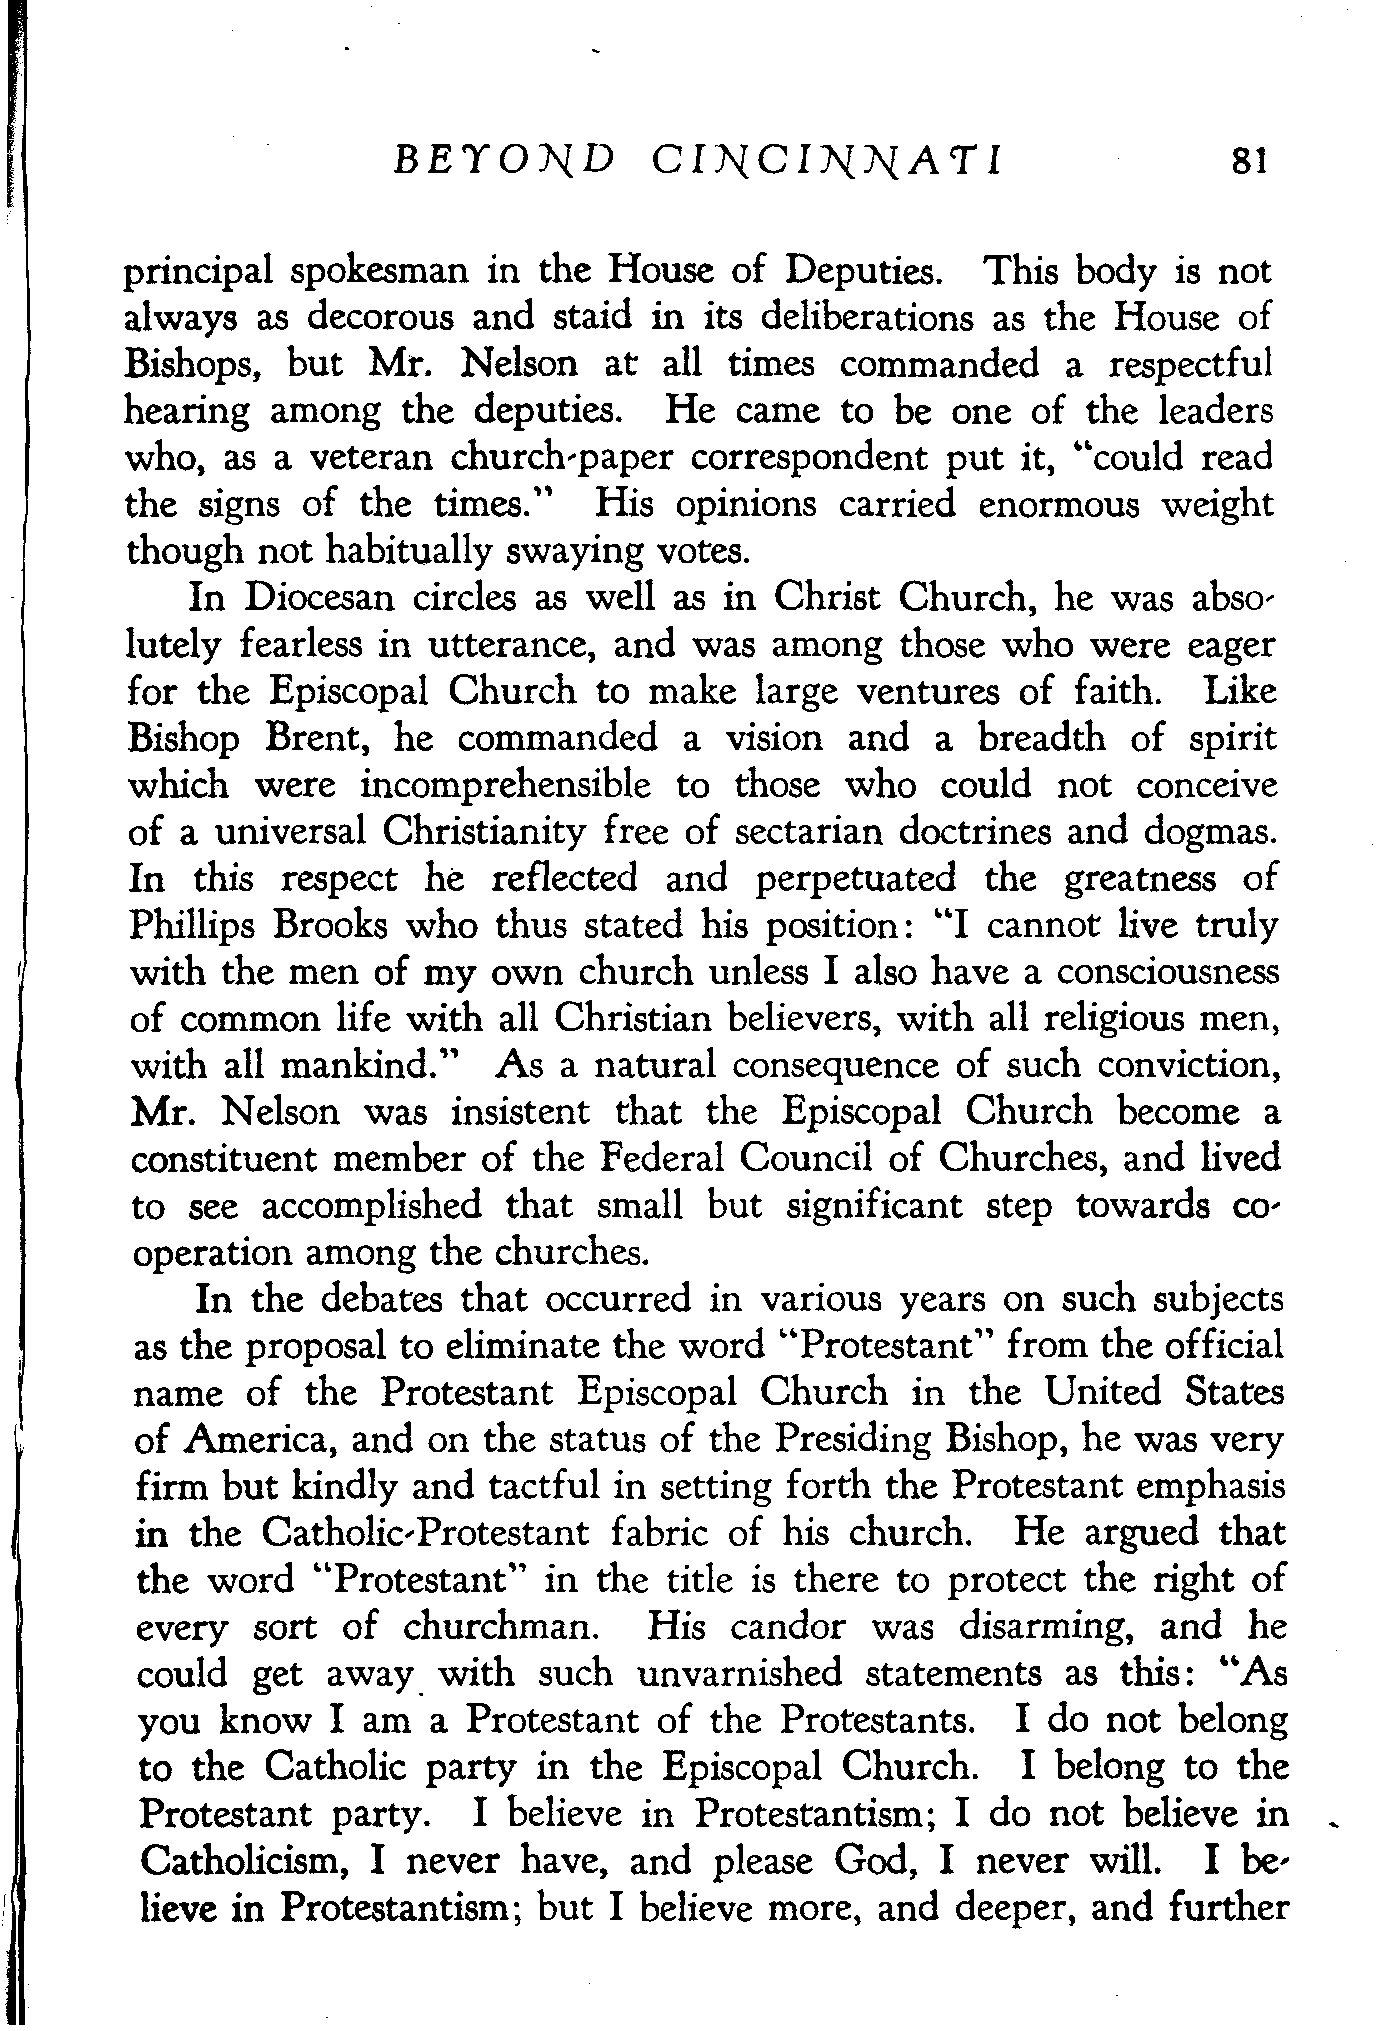 BEYOND CINCINNATI 81
principal spokesman in the House of Deputies. This body is not
always as decorous and staid in its deliberations as the House of
Bishops, but Mr. Nelson at all times commanded a respectful
hearing among the deputies. He came to be one of the leaders
who, as a veteran church-paper correspondent put it, "could read
the signs of the times." His opinions carried enormous weight
though not habitually swaying votes.
In Diocesan circles as well as in Christ Church, he was abso-
lutely fearless in utterance, and was among those who were eager
for the Episcopal Church to make large ventures of faith. Like
Bishop Brent, he commanded a vision and a breadth of spirit
which were incomprehensible to those who could not conceive
of a universal Christianity free of sectarian doctrines and dogmas.
In this respect he reflected and perpetuated the greatness of
Phillips Brooks who thus stated his position: "I cannot live truly
with the men of my own church unless I also have a consciousness
of common life with all Christian believers, with all religious men,
with all mankind." As a natural consequence of such conviction,
Mr. Nelson was insistent that the Episcopal Church become a
constituent member of the Federal Council of Churches, and lived
to see accomplished that small but significant step towards co-
operation among the churches.
In the debates that occurred in various years on such subjects
as the proposal to eliminate the word "Protestant" from the official
name of the Protestant Episcopal Church in the United States
of America, and on the status of the Presiding Bishop, he was very
firm but kindly and tactful in setting forth the Protestant emphasis
in the Catholic-Protestant fabric of his church. He argued that
the word "Protestant" in the title is there to protect the right of
every sort of churchman. His candor was disarming, and he
could get away with such unvarnished statements as this: "As
you know I am a Protestant of the Protestants. I do not belong
to the Catholic party in the Episcopal Church. I belong to the
Protestant party. I believe in Protestantism; I do not believe in
Catholicism, I never have, and please God, I never will. I be-
lieve in Protestantism; but I believe more, and deeper, and further